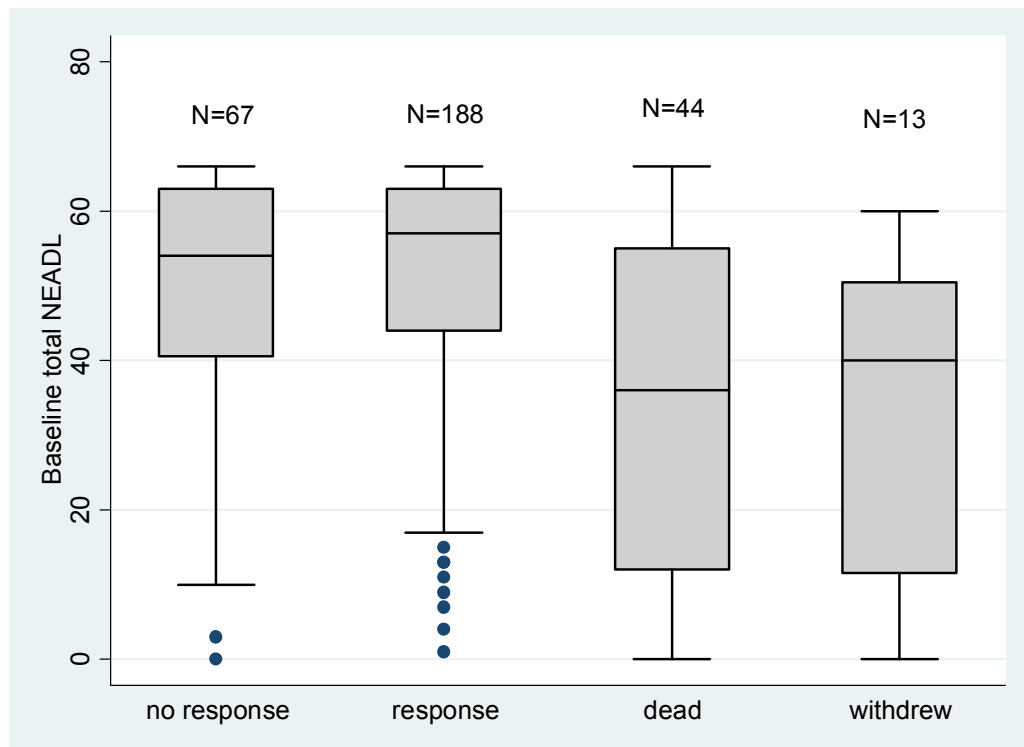 Baseline total NEADL
80
60
40
20
0
N=67
N=188
N=44
N=13
no response
response
dead
withdrew